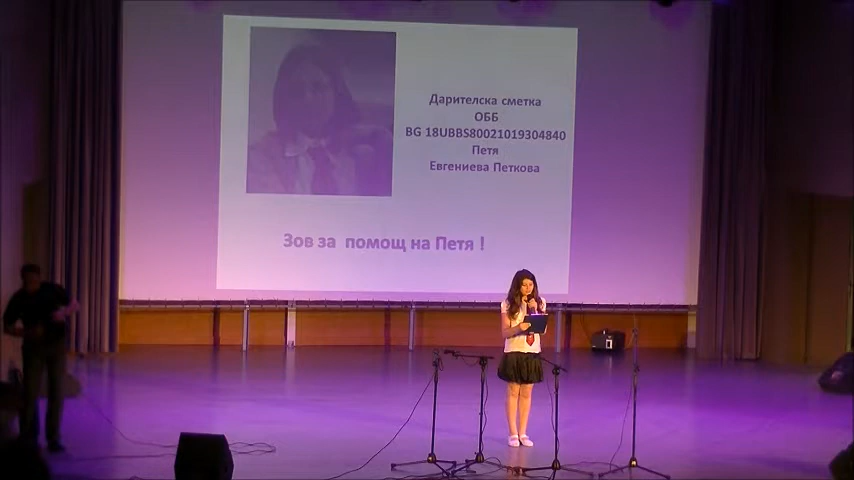 Дарителска сметка
ОББ
BG 18UBBS80021019304840
Петя
Евгениева Петкова
Зов за помощ на Петя !